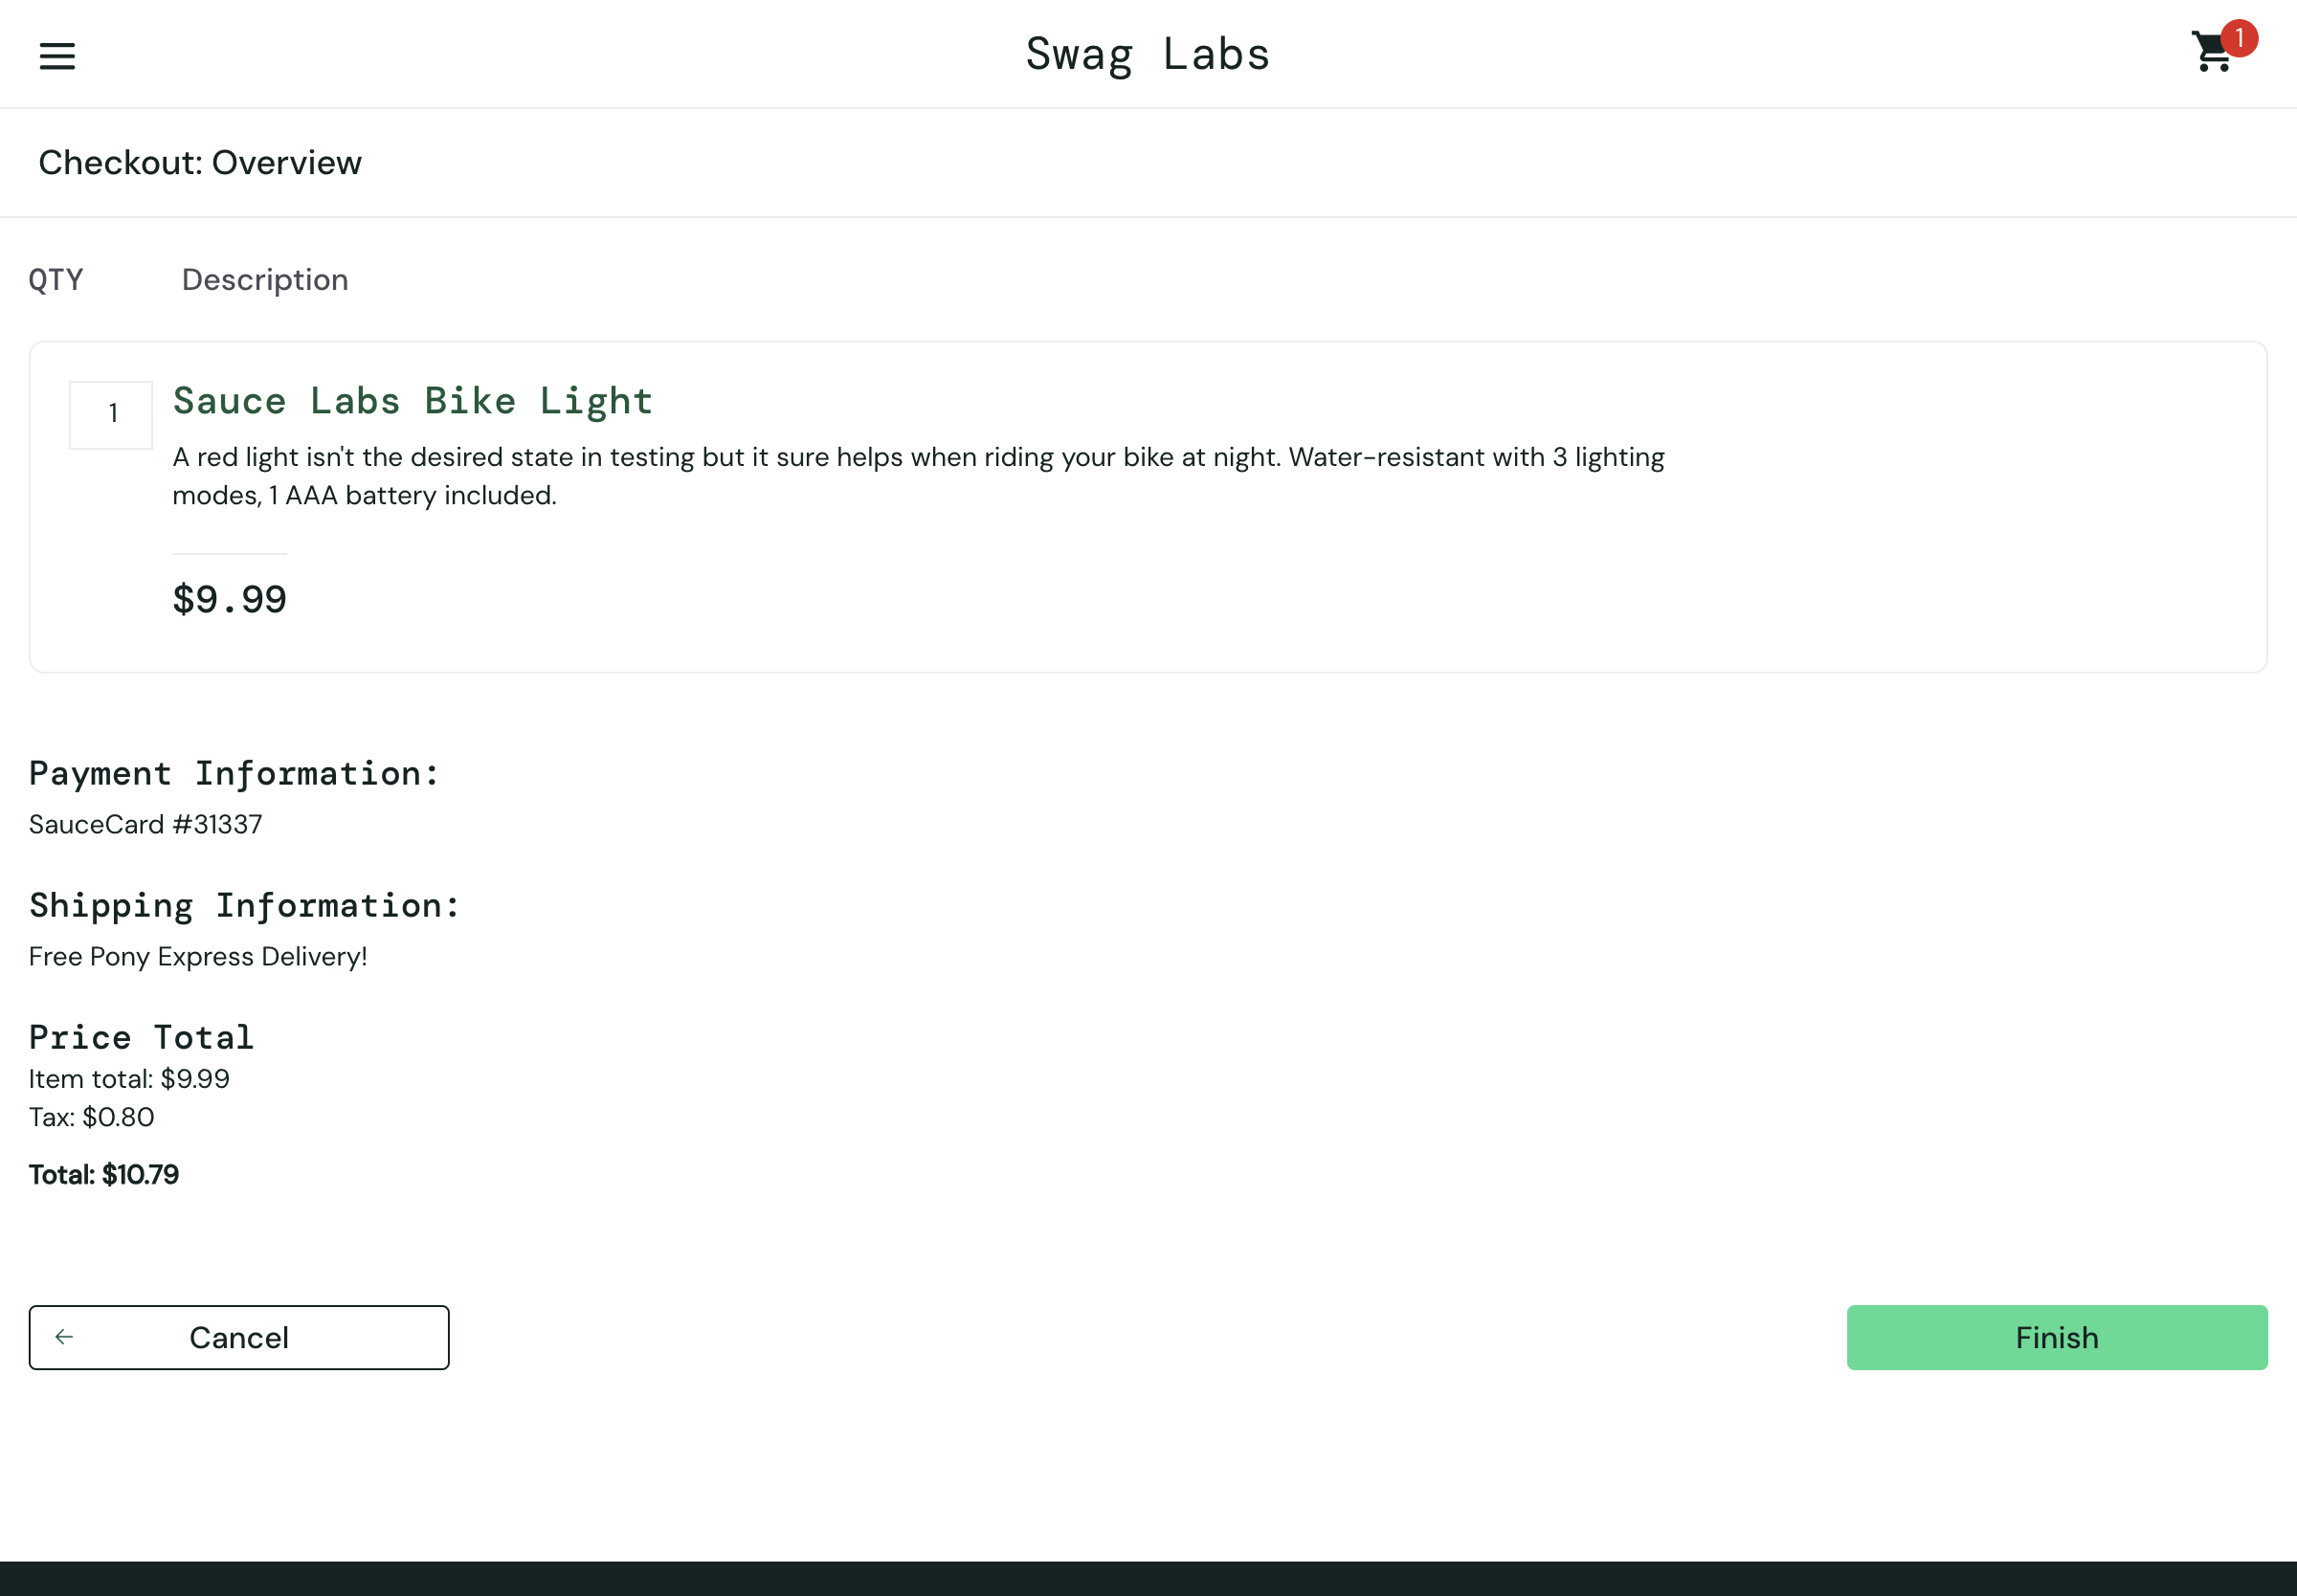 Swag Labs
1
Checkout: Overview
QTY Description
1
Sauce Labs Bike Light
A red light isn't the desired state in testing but it sure helps when riding your bike at night. Water-resistant with 3 lighting
modes, 1 AAA battery included.
$9.99
Payment Information:
SauceCard #31337
Shipping Information:
Free Pony Express Delivery!
Price Total
Item total: $9.99
Tax: $0.80
Total: $10.79
Cancel
Finish